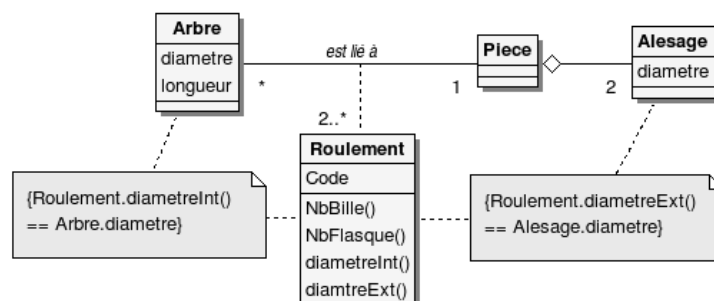 Arbre
diametre
longueur
est lié à
*
1
Piece
2
Alesage
diametre
2..*
Roulement
Code
NbBille()
NbFlasque()
diametreInt()
diamtreExt()
{Roulement.diametreInt()
== Arbre.diametre}
{Roulement.diametreExt()
== Alesage.diametre}